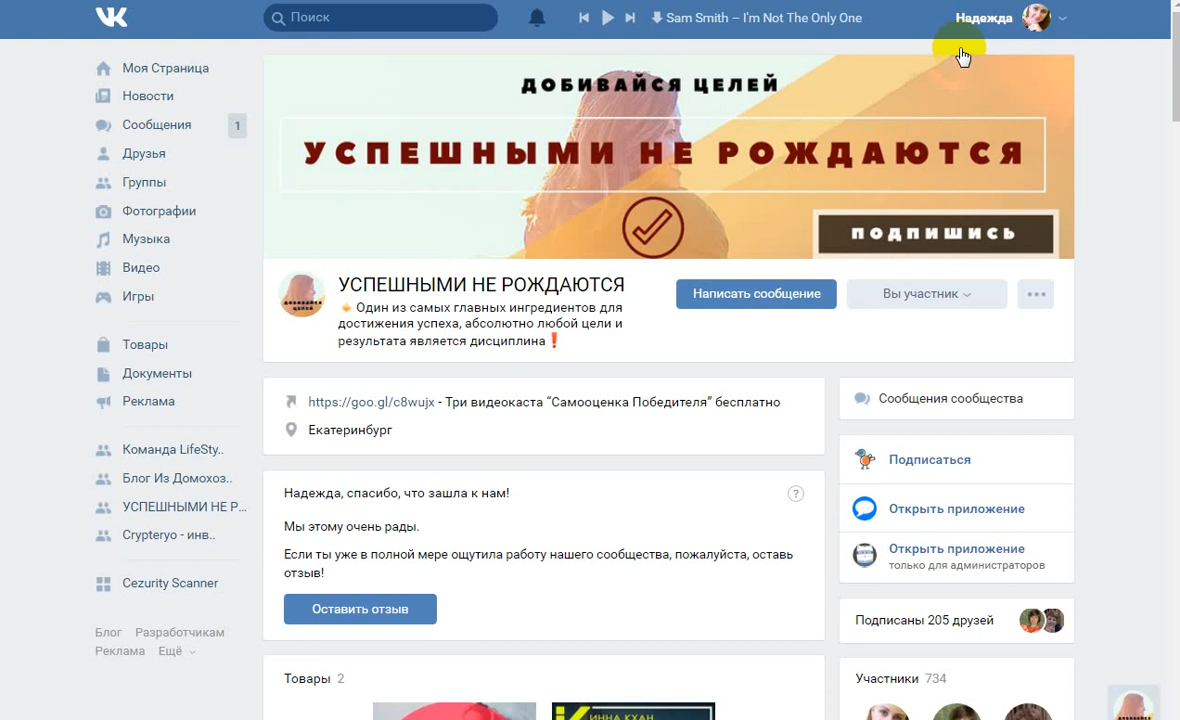 Поиск
Sam Smith – I'm Not The Only One
Надежда
Моя Страница
Новости
Сообщения
1
Друзья
Группы
Фотографии
Музыка
Видео
Игры
Товары
Документы
Реклама
Команда LifeSty..
Блог Из Домохоз..
УСПЕШНЫМИ НЕ Р...
Crypteryo - инв..
Cezurity Scanner
Блог Разработчикам
Реклама Ещё
ДОБИВАЙСЯ ЦЕЛЕЙ
УСПЕШНЫМИ НЕ РОЖДАЮТСЯ
ПОДПИШИСЬ
УСПЕШНЫМИ НЕ РОЖДАЮТСЯ
Один из самых главных ингредиентов для
достижения успеха, абсолютно любой цели и
результата является дисциплина❗
Написать сообщение
Вы участник
https://goo.gl/c8wujx - Три видеокаста “Самооценка Победителя” бесплатно
Екатеринбург
Надежда, спасибо, что зашла к нам!
?
Мы этому очень рады.
Если ты уже в полной мере ощутила работу нашего сообщества, пожалуйста, оставь
отзыв!
Оставить отзыв
Товары 2
ИННА КХАН
Сообщения сообщества
Подписаться
Открыть приложение
Открыть приложение
только для администраторов
Подписаны 205 друзей
Участники 734